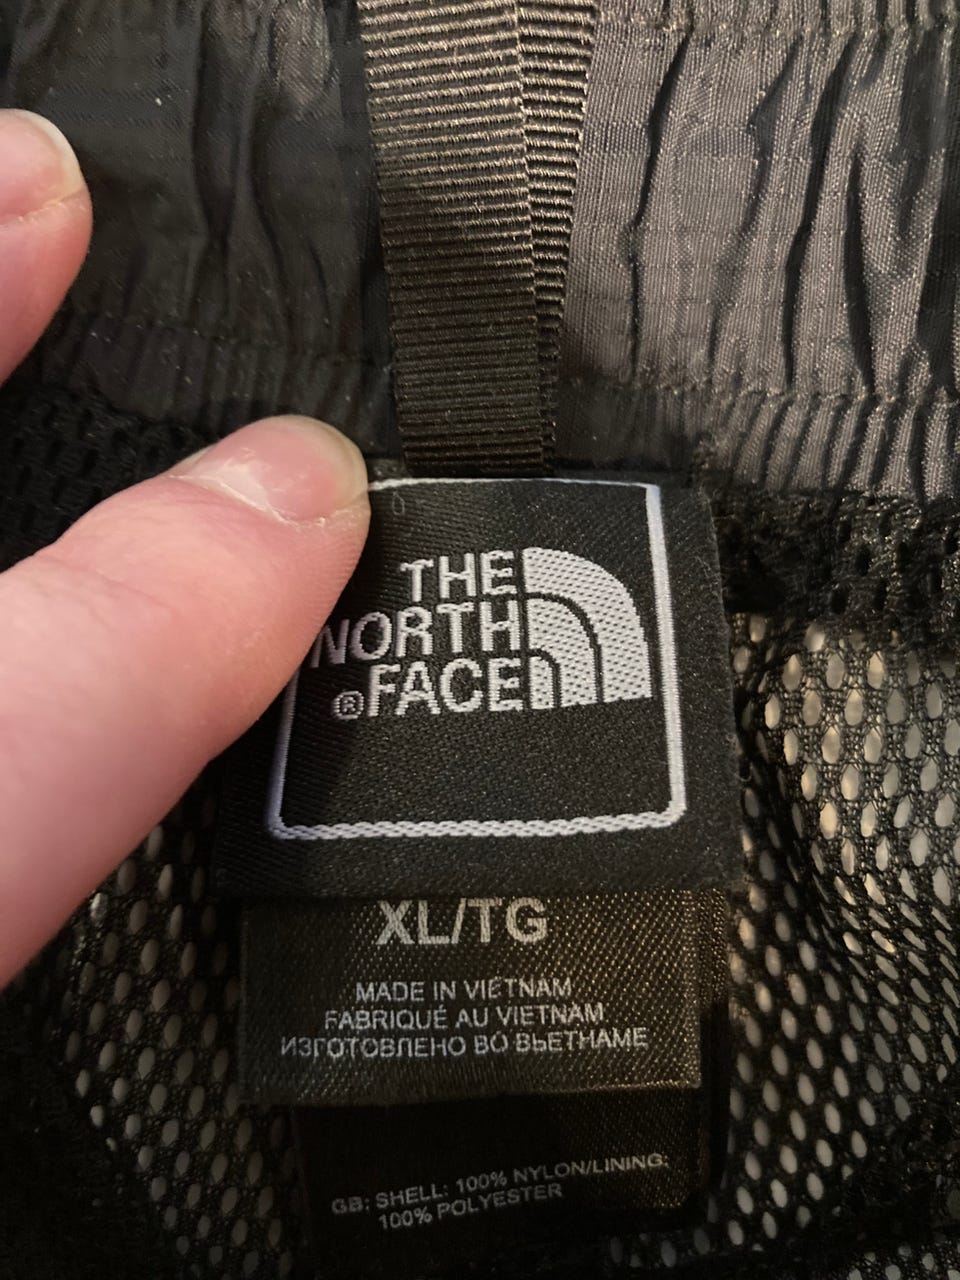 THE
NORTH
®FACE
XL/TG
MADE IN VIETNAM
FABRIQUÉ AU VIETNAM
ИЗГОТОВЛЕНО ВО ВЬЕТНАМЕ
GB: SHELL: 100% NYLON/LINING:
100% POLYESTER